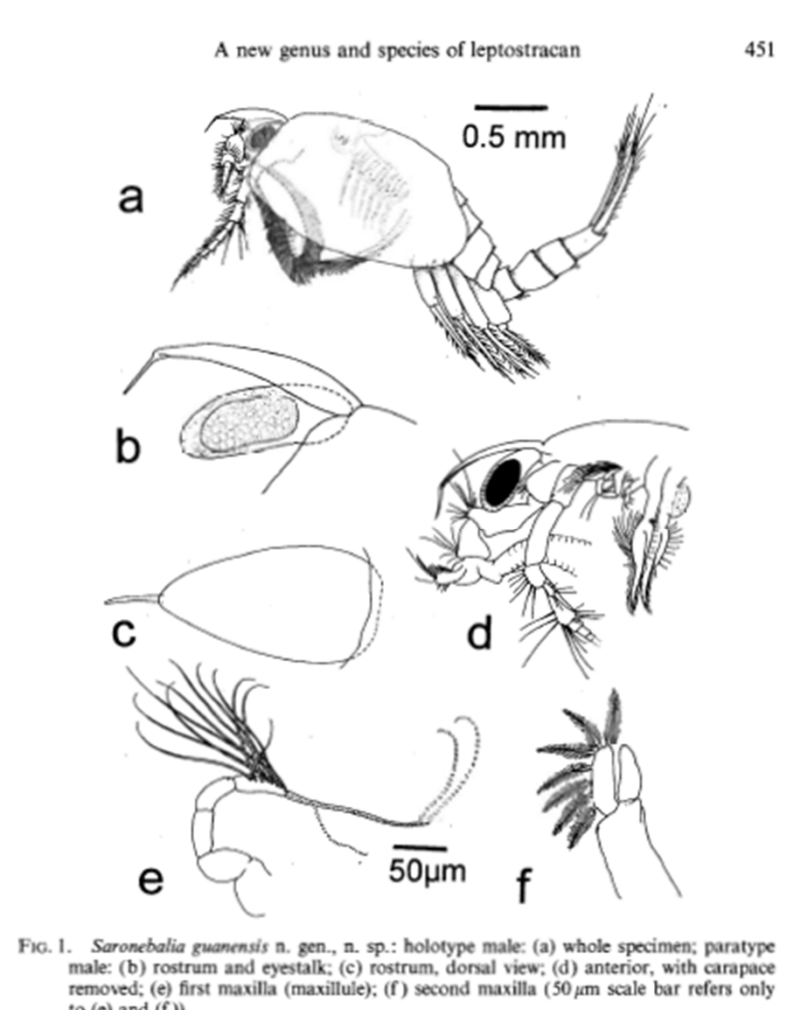 A new genus and species of leptostracan 451
0.5 mm
a
b
c
d
e
50µm
f
FIG. 1. Saronebalia guanensis n. gen., n. sp.: holotype male: (a) whole specimen; paratype
male: (b) rostrum and eyestalk; (c) rostrum, dorsal view; (d) anterior, with carapace
removed; (e) first maxilla (maxillule); (f) second maxilla (50 µm scale bar refers only
to (e) and (f)).